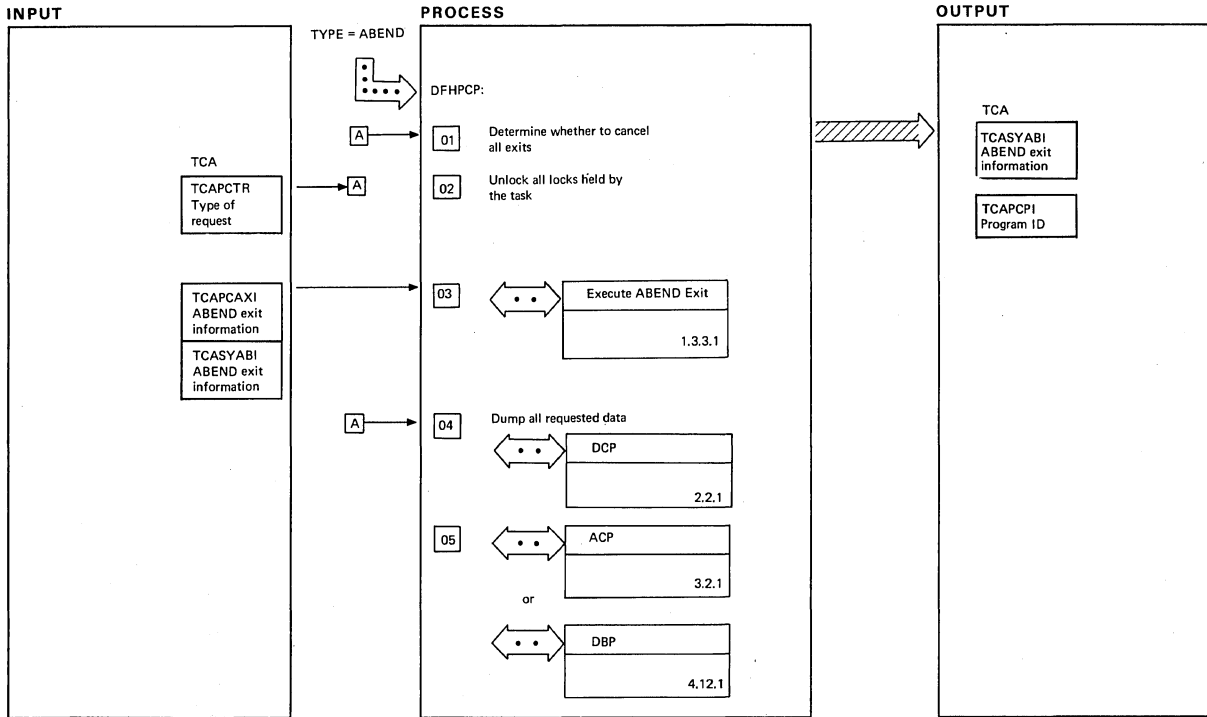 INPUT
PROCESS
OUTPUT
TYPE = ABEND
DFHPCP:
A
01
Determine whether to cancel
all exits
TCA
TCAPCTR
Type of
request
A
02
Unlock all locks held by
the task
TCAPCAXI
ABEND exit
information
TCASYABI
ABEND exit
information
03
Execute ABEND Exit
1.3.3.1
A
04
Dump all requested data
DCP
2.2.1
05
ACP
3.2.1
or
DBP
4.12.1
TCA
TCASYABI
ABEND exit
information
TCAPCPI
Program ID